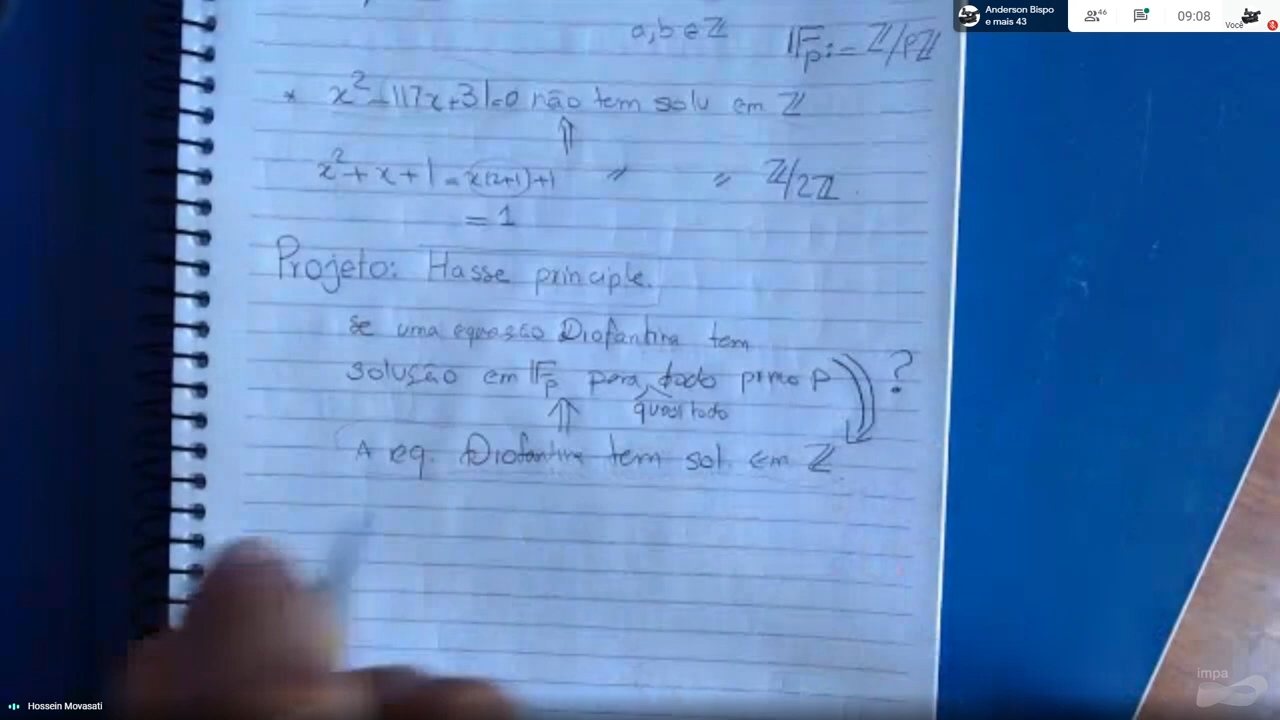 Anderson Bispo
e mais 43
46
09:08
Você
a,b ∈ ℤ
𝔽p := ℤ/pℤ
* x² - 117x + 31 = 0 não tem solu em ℤ
⇑
x² + x + 1 = x(x+1)+1 〃 〃 ℤ/2ℤ
= 1
Projeto: Hasse principle.
Se uma equação Diofantina tem
solução em 𝔽p para todo primo p ?
quasi todo
⇑
A eq. Diofantina tem sol. em ℤ
impa
Hossein Movasati